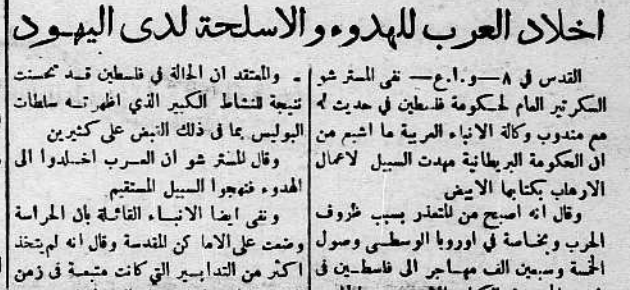 اخلاد العرب للهدوء والاسلحة لدى اليهود
القدس في ٨ — و.ا.ع — نفى المستر شو
السكرتير العام لحكومة فلسطين في حديث له
مع مندوب وكالة الانباء العربية ما اشيع من
ان الحكومة البريطانية مهدت السبيل لاعمال
الارهاب بكتابها الابيض
وقال انه اصبح من المتعذر بسبب ظروف
الحرب وبخاصة في اوروبا الوسطى وصول
الخمسة وسبعين الف مهاجر الى فلسطين في
ـ والمعتقد ان الحالة في فلسطين قد تحسنت
نتيجة للنشاط الكبير الذي اظهرته سلطات
البوليس بما في ذلك القبض على كثيرين
وقال المستر شو ان العرب اخلدوا الى
الهدوء فنهجوا السبيل المستقيم
ونفى ايضا الانباء القائلة بان الحراسة
وضعت على الاماكن المقدسة وقال انه لم يتخذ
اكثر من التدابير التي كانت متبعة في زمن